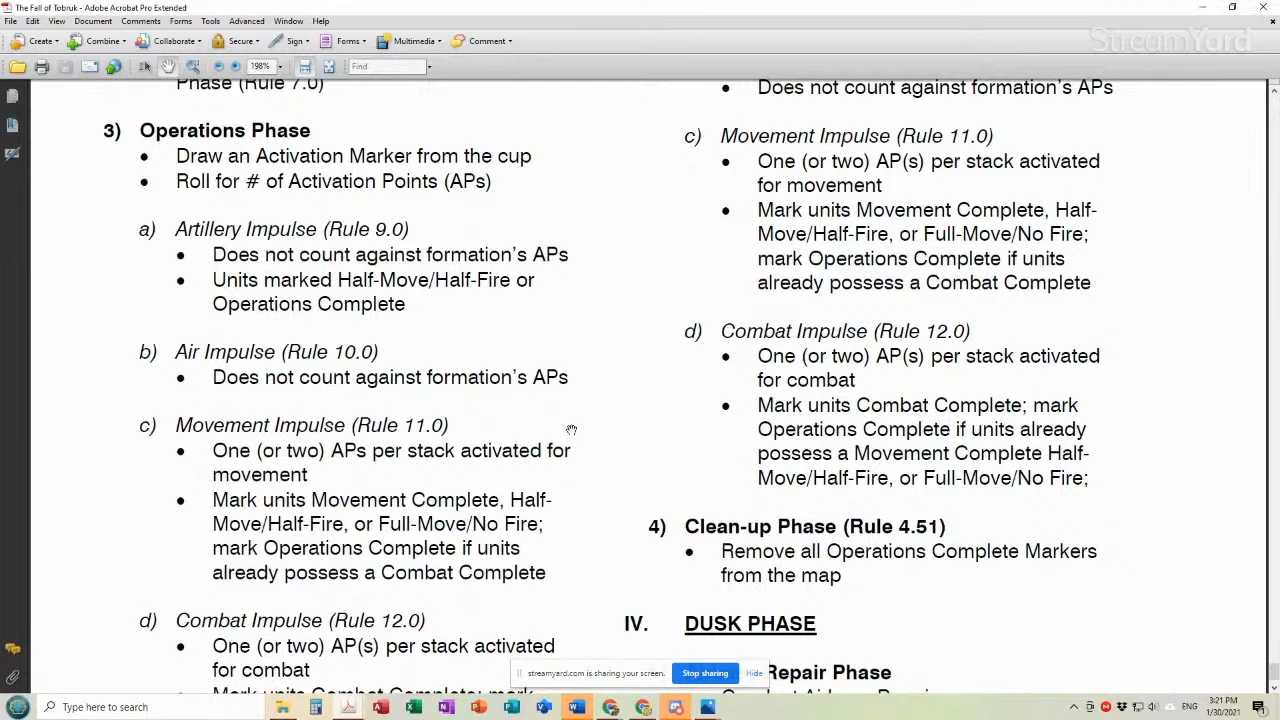 The Fall of Tobruk - Adobe Acrobat Pro Extended
File Edit View Document Comments Forms Tools Advanced Window Help
Create Combine Collaborate Secure Sign Forms Multimedia Comment
StreamYard
198% Find
Phase (Rule 7.0)
3) Operations Phase
• Draw an Activation Marker from the cup
• Roll for # of Activation Points (APs)
a) Artillery Impulse (Rule 9.0)
• Does not count against formation's APs
• Units marked Half-Move/Half-Fire or
Operations Complete
b) Air Impulse (Rule 10.0)
• Does not count against formation's APs
c) Movement Impulse (Rule 11.0)
• One (or two) APs per stack activated for
movement
• Mark units Movement Complete, Half-
Move/Half-Fire, or Full-Move/No Fire;
mark Operations Complete if units
already possess a Combat Complete
d) Combat Impulse (Rule 12.0)
• One (or two) AP(s) per stack activated
for combat
• Mark units Combat Complete; mark
• Does not count against formation's APs
c) Movement Impulse (Rule 11.0)
• One (or two) AP(s) per stack activated
for movement
• Mark units Movement Complete, Half-
Move/Half-Fire, or Full-Move/No Fire;
mark Operations Complete if units
already possess a Combat Complete
d) Combat Impulse (Rule 12.0)
• One (or two) AP(s) per stack activated
for combat
• Mark units Combat Complete; mark
Operations Complete if units already
possess a Movement Complete Half-
Move/Half-Fire, or Full-Move/No Fire;
4) Clean-up Phase (Rule 4.51)
• Remove all Operations Complete Markers
from the map
IV. DUSK PHASE
Repair Phase
streamyard.com is sharing your screen. Stop sharing Hide
Type here to search
ENG
3:21 PM
1/30/2021